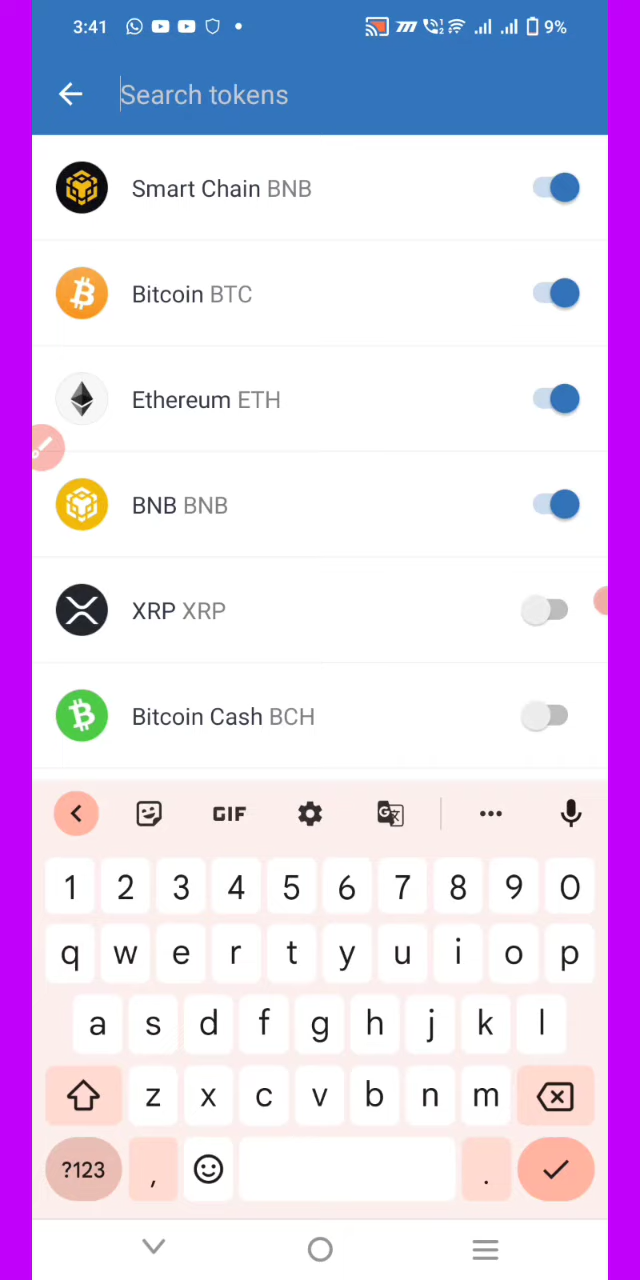 3:41 9%
Search tokens
Smart Chain BNB
Bitcoin BTC
Ethereum ETH
BNB BNB
XRP XRP
Bitcoin Cash BCH
GIF
1 2 3 4 5 6 7 8 9 0
q w e r t y u i o p
a s d f g h j k l
z x c v b n m
?123 , .